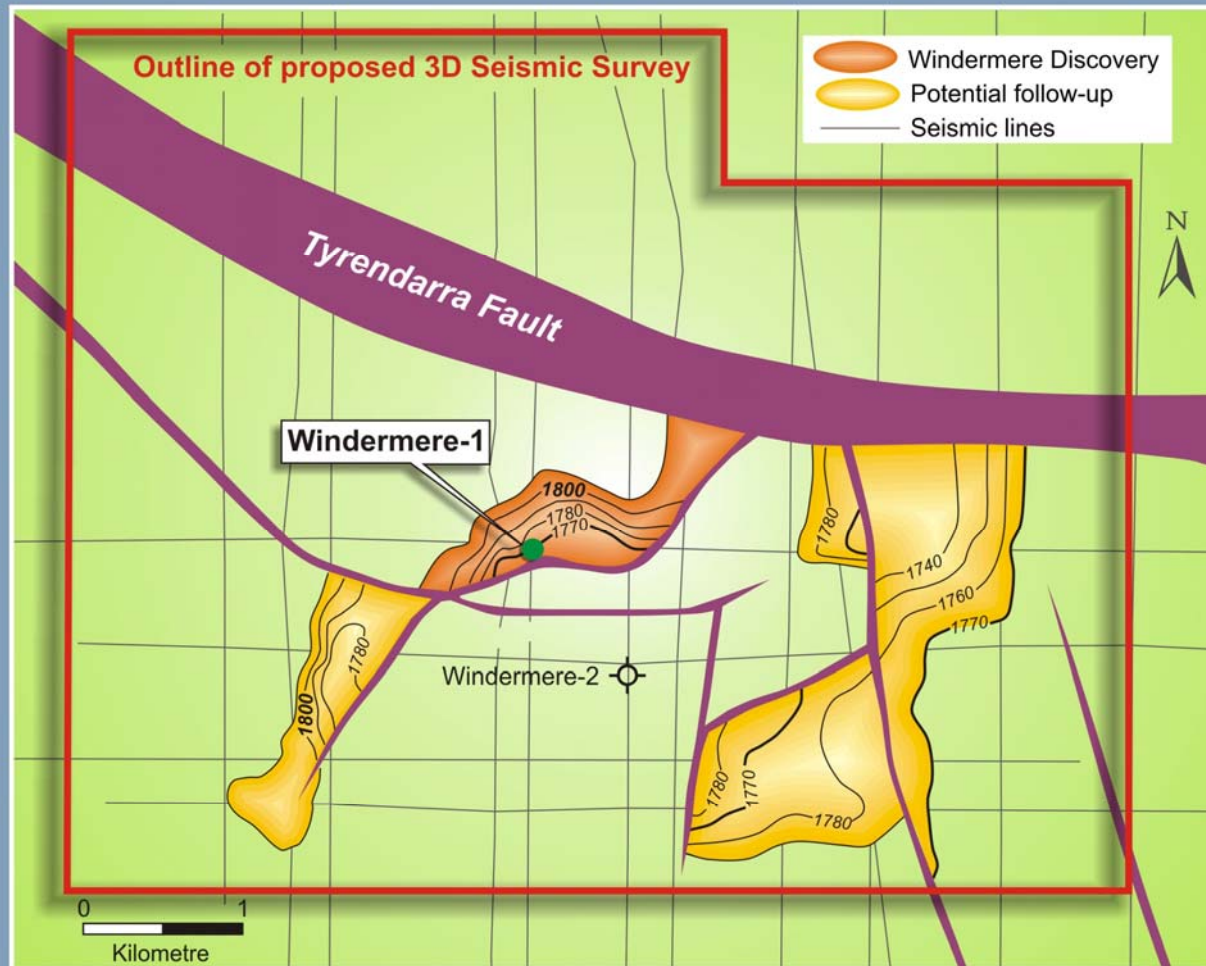 Outline of proposed 3D Seismic Survey
Windermere Discovery
Potential follow-up
Seismic lines
N
Tyrendarra Fault
Windermere-1
1800
1780
1770
1780
1740
1760
1770
1780
1800
Windermere-2
1780
1770
1780
0 1
Kilometre